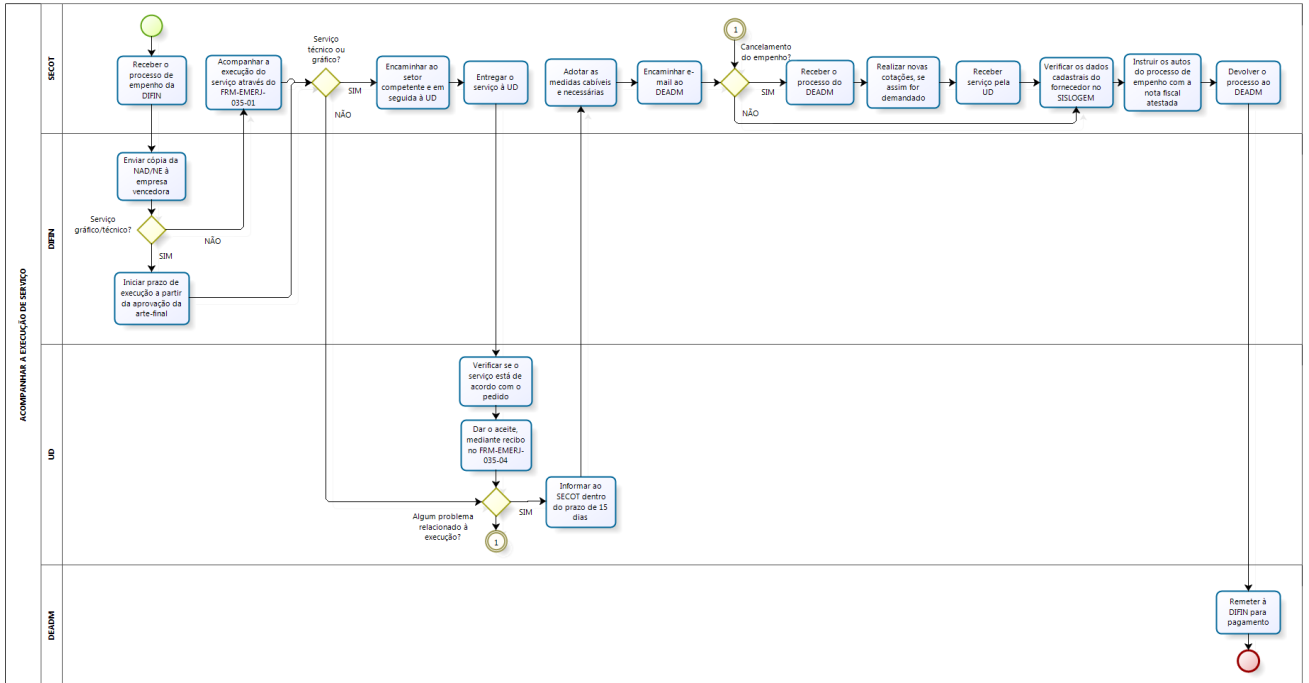 ACOMPANHAR A EXECUÇÃO DE SERVIÇO
SECOT
Receber o
processo de
empenho da
DIFIN
Acompanhar a
execução do
serviço através do
FRM-EMERJ-
035-01
Serviço
técnico ou
gráfico?
SIM
NÃO
Encaminhar ao
setor
competente e em
seguida à UD
Entregar o
serviço à UD
Adotar as
medidas cabíveis
e necessárias
Encaminhar e-
mail ao
DEADM
1
Cancelamento
do empenho?
SIM
NÃO
Receber o
processo do
DEADM
Realizar novas
cotações, se
assim for
demandado
Receber
serviço pela
UD
Verificar os dados
cadastrais do
fornecedor no
SISLOGEM
Instruir os autos
do processo de
empenho com a
nota fiscal
atestada
Devolver o
processo ao
DEADM
DIFIN
Enviar cópia da
NAD/NE à
empresa
vencedora
Serviço
gráfico/técnico?
NÃO
SIM
Iniciar prazo de
execução a partir
da aprovação da
arte-final
UD
Verificar se o
serviço está de
acordo com o
pedido
Dar o aceite,
mediante recibo
no FRM-EMERJ-
035-04
Algum problema
relacionado à
execução?
SIM
1
Informar ao
SECOT dentro
do prazo de 15
dias
DEADM
Remeter à
DIFIN para
pagamento